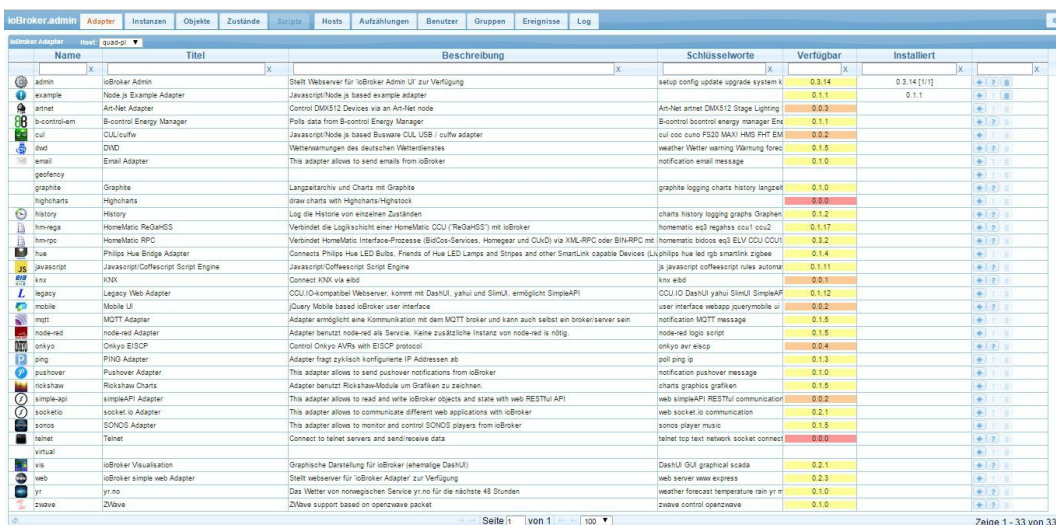 ioBroker.admin Adapter Instanzen Objekte Zustände Scripte Hosts Aufzählungen Benutzer Gruppen Ereignisse Log
ioBroker Adapter Host: quad-pi
Name Titel Beschreibung Schlüsselworte Verfügbar Installiert
X X X X X X X
admin ioBroker Admin Stellt Webserver für 'ioBroker Admin UI' zur Verfügung setup config update upgrade system k 0.3.14 0.3.14 [1/1]
example Node.js Example Adapter Javascript/Node.js based example adapter 0.1.1 0.1.1
artnet Art-Net Adapter Control DMX512 Devices via an Art-Net node Art-Net artnet DMX512 Stage Lighting 0.0.3
b-control-em B-control Energy Manager Polls data from B-control Energy Manager B-control bcontrol energy manager Ene 0.1.1
cul CUL/culfw Javascript/Node.js based Busware CUL USB / culfw adapter cul coc cuno FS20 MAX! HMS FHT EM 0.0.2
dwd DWD Wetterwarnungen des deutschen Wetterdienstes weather Wetter warning Warnung forec 0.1.5
email Email Adapter This adapter allows to send emails from ioBroker notification email message 0.1.0
geofency
graphite Graphite Langzeitarchiv und Charts mit Graphite graphite logging charts history langzeit 0.1.0
highcharts Highcharts draw charts with Highcharts/Highstock 0.0.0
history History Log die Historie von einzelnen Zuständen charts history logging graphs Graphen 0.1.2
hm-rega HomeMatic ReGaHSS Verbindet die Logikschicht einer HomeMatic CCU ("ReGaHSS") mit ioBroker homematic eq3 regahss ccu1 ccu2 0.1.17
hm-rpc HomeMatic RPC Verbindet HomeMatic Interface-Prozesse (BidCos-Services, Homegear und CUxD) via XML-RPC oder BIN-RPC mit homematic bidcos eq3 ELV CCU CCU1 0.3.2
hue Philips Hue Bridge Adapter Connects Philips Hue LED Bulbs, Friends of Hue LED Lamps and Stripes and other SmartLink capable Devices (Liv philips hue led rgb smartlink zigbee 0.1.4
javascript Javascript/Coffescript Script Engine Javascript/Coffeescript Script Engine js javascript coffeescript rules automa 0.1.11
knx KNX Connect KNX via eibd knx eibd 0.0.1
legacy Legacy Web Adapter CCU.IO-kompatibel Webserver, kommt mit DashUI, yahui und SlimUI, ermöglicht SimpleAPI CCU.IO DashUI yahui SlimUI SimpleAP 0.1.12
mobile Mobile UI jQuery Mobile based ioBroker user interface user interface webapp jquerymobile ui 0.0.2
mqtt MQTT Adapter Adapter ermöglicht eine Kommunikation mit dem MQTT broker und kann auch selbst ein broker/server sein notification MQTT message 0.1.5
node-red node-red Adapter Adapter benutzt node-red als Servcie. Keine zusätzliche Instanz von node-red is nötig. node-red logic script 0.1.5
onkyo Onkyo EISCP Control Onkyo AVRs with EISCP protocol onkyo avr eiscp 0.0.4
ping PING Adapter Adapter fragt zyklisch konfigurierte IP Addressen ab poll ping ip 0.1.3
pushover Pushover Adapter This adapter allows to send pushover notifications from ioBroker notification pushover message 0.1.0
rickshaw Rickshaw Charts Adapter benutzt Rickshaw-Module um Grafiken zu zeichnen. charts graphics grafiken 0.1.5
simple-api simpleAPI Adapter This adapter allows to read and write ioBroker objects and state with web RESTful API web simpleAPI RESTful communication 0.0.2
socketio socket.io Adapter This adapter allows to communicate different web applications with ioBroker web socket.io communication 0.2.1
sonos SONOS Adapter This adapter allows to monitor and control SONOS players from ioBroker sonos player music 0.1.5
telnet Telnet Connect to telnet servers and send/receive data telnet tcp text network socket connect 0.0.0
virtual
vis ioBroker Visualisation Graphische Darstellung für ioBroker (ehemalige DashUI) DashUI GUI graphical scada 0.2.1
web ioBroker simple web Adapter Stellt webserver für 'ioBroker Adapter' zur Verfügung web server www express 0.2.3
yr yr.no Das Wetter von norwegischen Service yr.no für die nächste 48 Stunden weather forecast temperature rain yr m 0.1.0
zwave ZWave ZWave support based on openzwave packet zwave control openzwave 0.1.0
Seite 1 von 1 100 Zeige 1 - 33 von 33